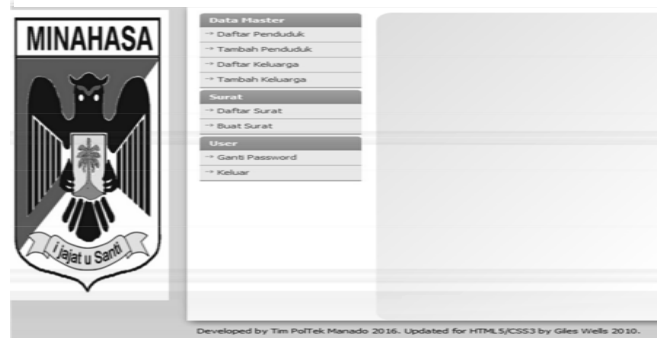 MINAHASA
i jajat u Santi
Data Master
→ Daftar Penduduk
→ Tambah Penduduk
→ Daftar Keluarga
→ Tambah Keluarga
Surat
→ Daftar Surat
→ Buat Surat
User
→ Ganti Password
→ Keluar
Developed by Tim PolTek Manado 2016. Updated for HTML5/CSS3 by Giles Wells 2010.